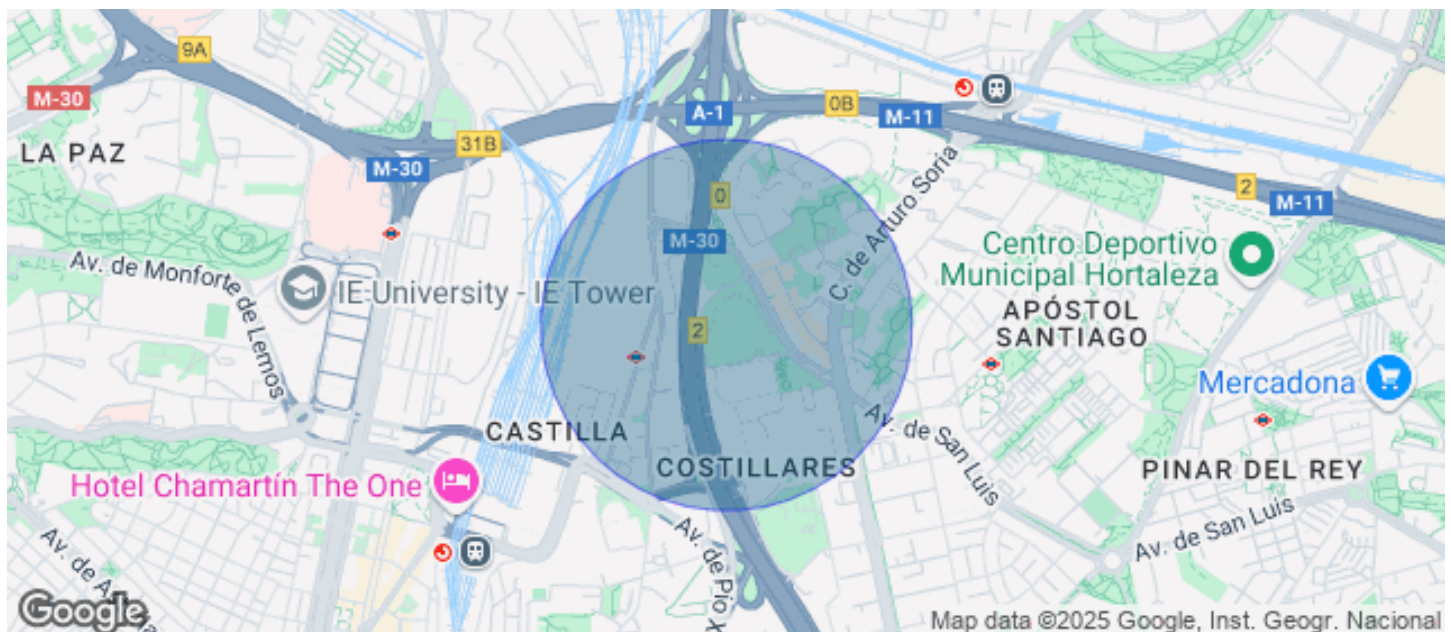 9A
M-30
LA PAZ
31B
M-30
A-1
0B
M-11
2
M-11
0
M-30
2
C. de Arturo Soria
Av. de Monforte de Lemos
IE University - IE Tower
Centro Deportivo
Municipal Hortaleza
APÓSTOL
SANTIAGO
Mercadona
CASTILLA
COSTILLARES
Av. de San Luis
PINAR DEL REY
Hotel Chamartín The One
Av. de San Luis
Av. de Pío X
Av. de A
Google
Map data ©2025 Google, Inst. Geogr. Nacional